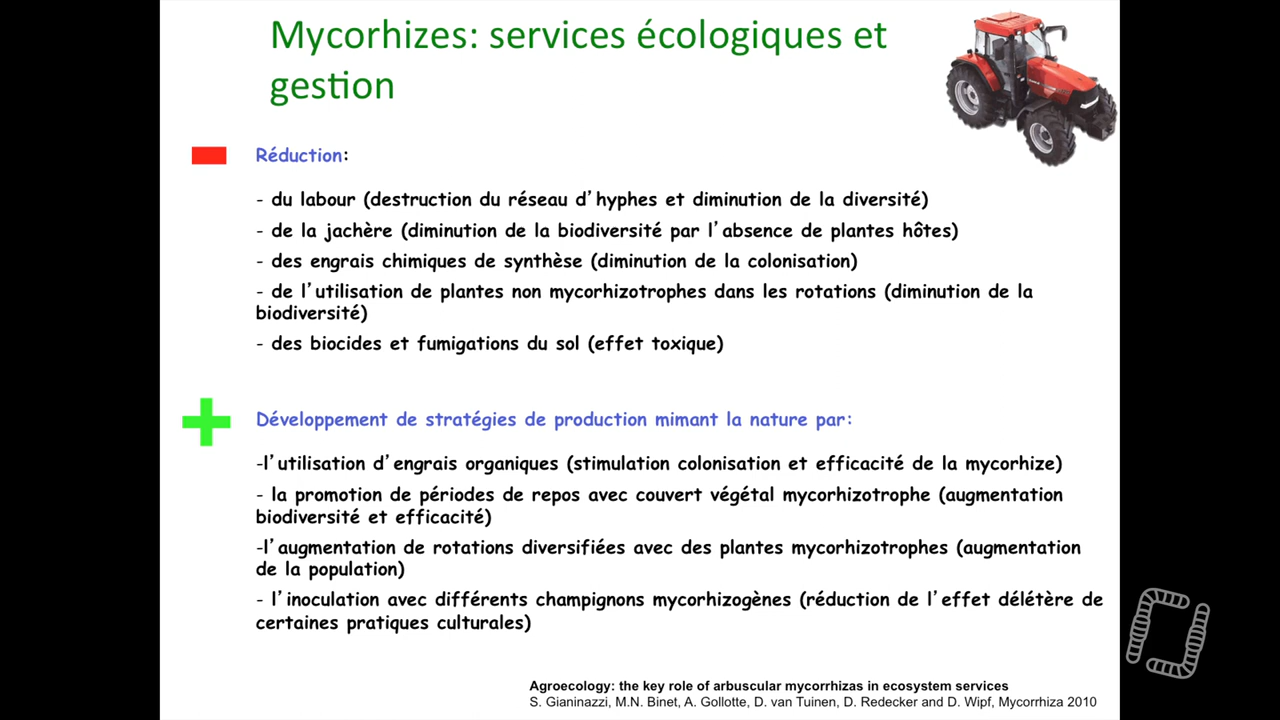 Mycorhizes: services écologiques et
gestion
Réduction:
- du labour (destruction du réseau d’hyphes et diminution de la diversité)
- de la jachère (diminution de la biodiversité par l’absence de plantes hôtes)
- des engrais chimiques de synthèse (diminution de la colonisation)
- de l’utilisation de plantes non mycorhizotrophes dans les rotations (diminution de la
biodiversité)
- des biocides et fumigations du sol (effet toxique)
Développement de stratégies de production mimant la nature par:
-l’utilisation d’engrais organiques (stimulation colonisation et efficacité de la mycorhize)
- la promotion de périodes de repos avec couvert végétal mycorhizotrophe (augmentation
biodiversité et efficacité)
-l’augmentation de rotations diversifiées avec des plantes mycorhizotrophes (augmentation
de la population)
- l’inoculation avec différents champignons mycorhizogènes (réduction de l’effet délétère de
certaines pratiques culturales)
Agroecology: the key role of arbuscular mycorrhizas in ecosystem services
S. Gianinazzi, M.N. Binet, A. Gollotte, D. van Tuinen, D. Redecker and D. Wipf, Mycorrhiza 2010